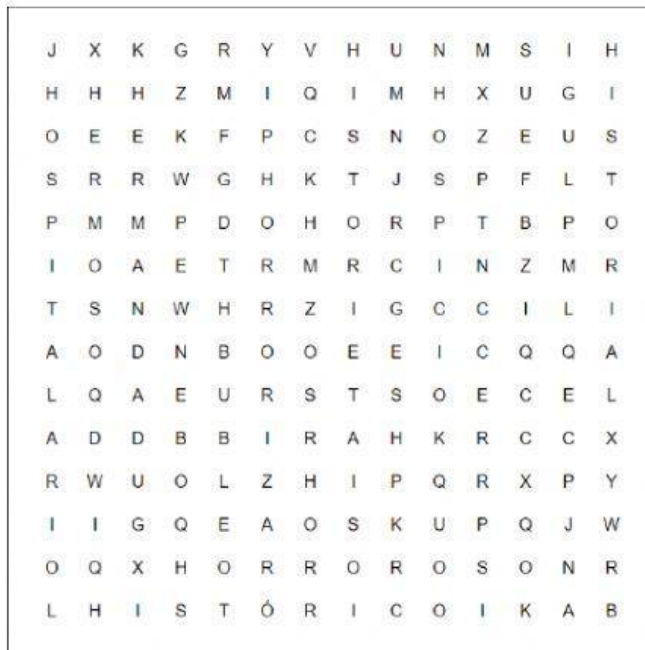 J X K G R Y V H U N M S I H
H H H Z M I Q I M H X U G I
O E E K F P C S N O Z E U S
S R R W G H K T J S P F L T
P M M P D O H O R P T B P O
I O A E T R M R C I N Z M R
T S N W H R Z I G C C I L I
A O D N B O O E E I C Q Q A
L Q A E U R S T S O E C E L
A D D B B I R A H K R C C X
R W U O L Z H I P Q R X P Y
I I G Q E A O S K U P Q J W
O Q X H O R R O R O S O N R
L H I S T Ó R I C O I K A B